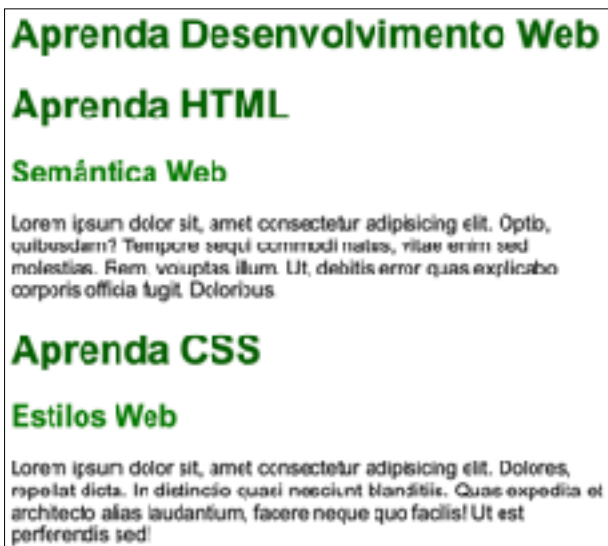 Aprenda Desenvolvimento Web
Aprenda HTML
Semántica Web
Lorem ipsum dolor sit, amet consectetur adipisicing elit. Optio,
quibusdam? Tempore sequi commodi natus, vitae enim sed
molestias. Rem, voluptas illum. Ut, debitis error quas explicabo
corporis officia fugit. Doloribus
Aprenda CSS
Estilos Web
Lorem ipsum dolor sit, amet consectetur adipisicing elit. Dolores,
repellat dicta. In distinctio quasi nesciunt blanditiis. Quas expedita et
architecto alias laudantium, facere neque quo facilis! Ut est
perferendis sed!